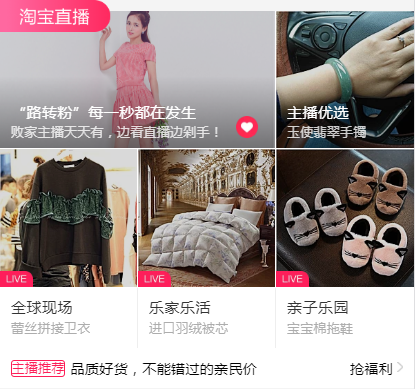 淘宝直播
“路转粉”每一秒都在发生
败家主播天天有，边看直播边剁手！
主播优选
玉使翡翠手镯
LIVE
LIVE
LIVE
全球现场
蕾丝拼接卫衣
乐家乐活
进口羽绒被芯
亲子乐园
宝宝棉拖鞋
主播推荐 品质好货，不能错过的亲民价 抢福利